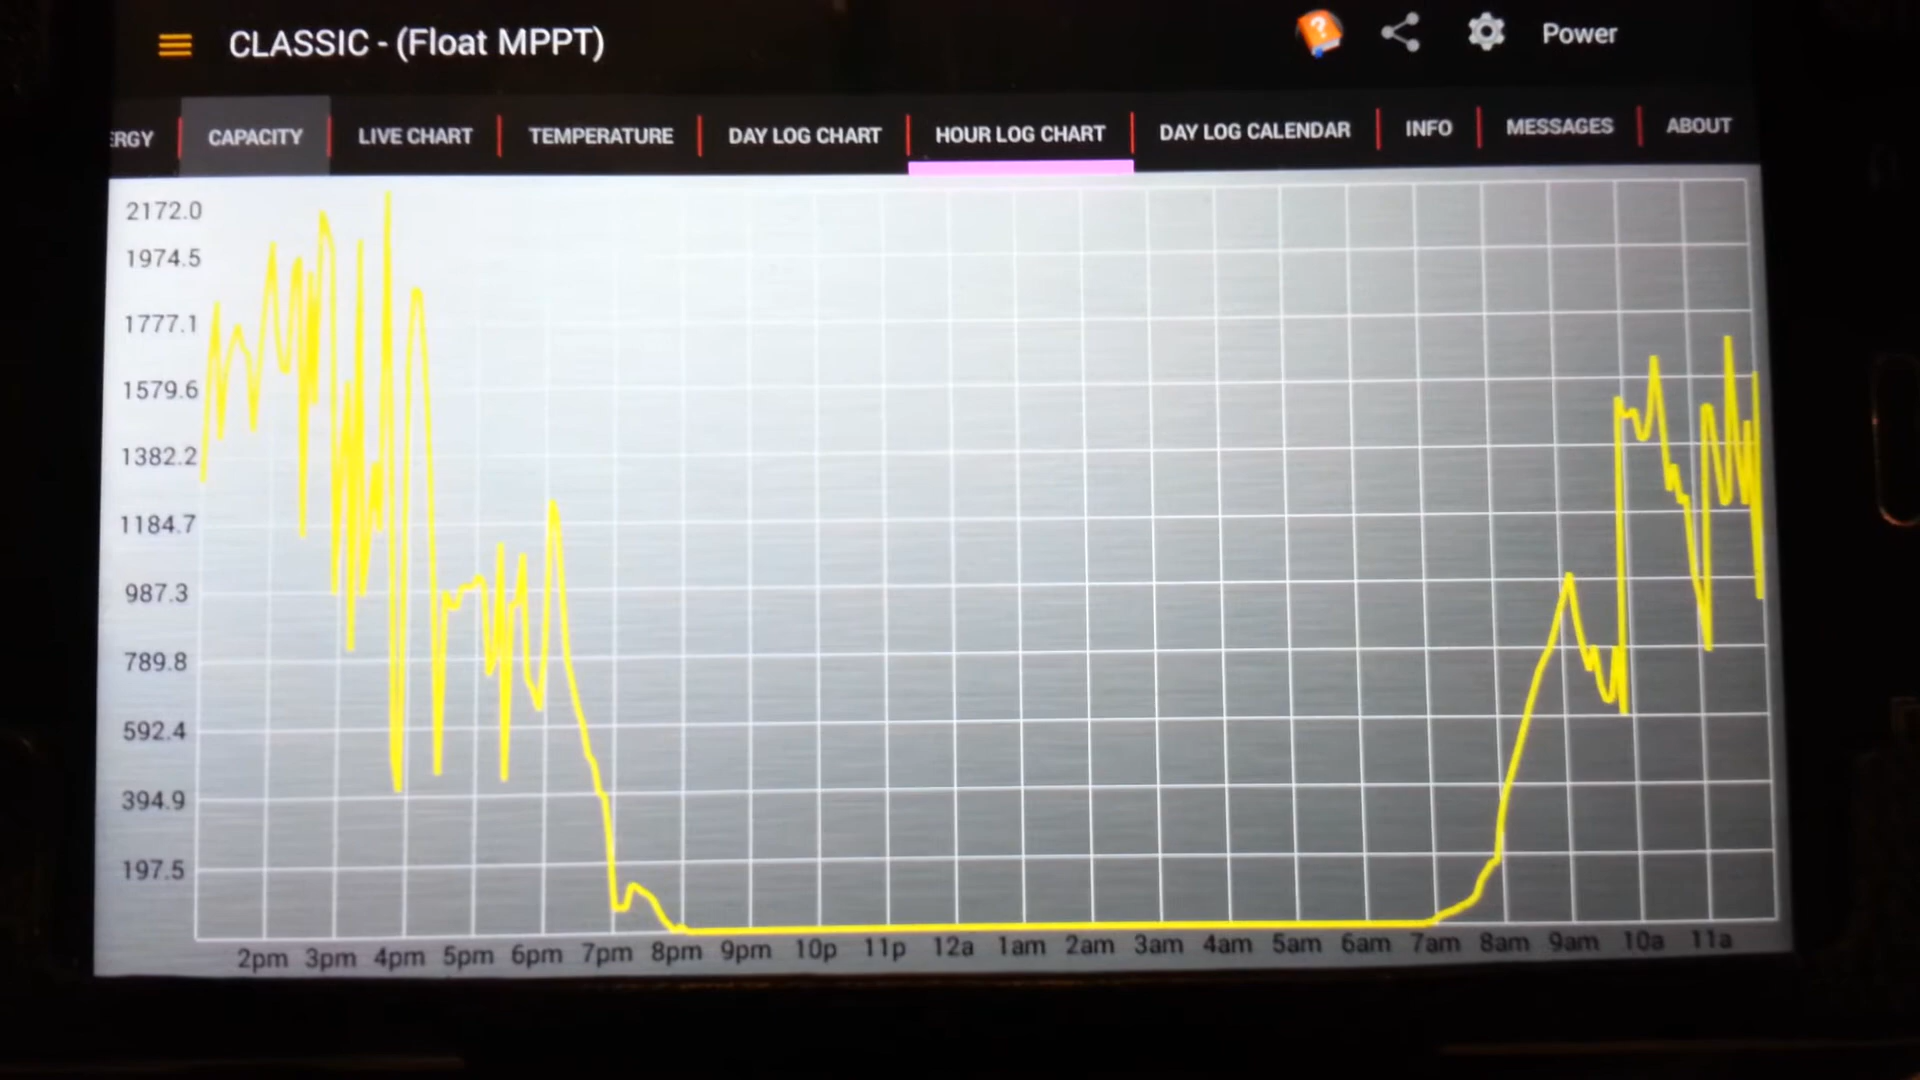 CLASSIC - (Float MPPT)
?
Power
ERGY
CAPACITY
LIVE CHART
TEMPERATURE
DAY LOG CHART
HOUR LOG CHART
DAY LOG CALENDAR
INFO
MESSAGES
ABOUT
2172.0
1974.5
1777.1
1579.6
1382.2
1184.7
987.3
789.8
592.4
394.9
197.5
2pm 3pm 4pm 5pm 6pm 7pm 8pm 9pm 10p 11p 12a 1am 2am 3am 4am 5am 6am 7am 8am 9am 10a 11a